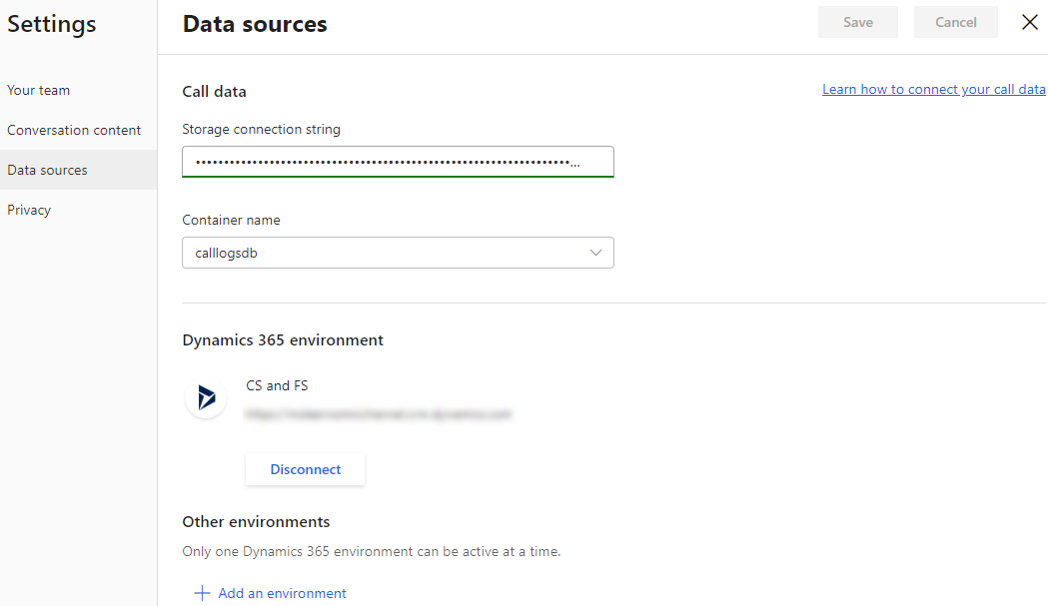 Settings
Your team
Conversation content
Data sources
Privacy
Data sources
Save
Cancel
Call data
Learn how to connect your call data
Storage connection string
••••••••••••••••••••••••••••••••••••••••••••••••••••••••••••••••••...
Container name
calllogsdb
Dynamics 365 environment
CS and FS
Disconnect
Other environments
Only one Dynamics 365 environment can be active at a time.
Add an environment